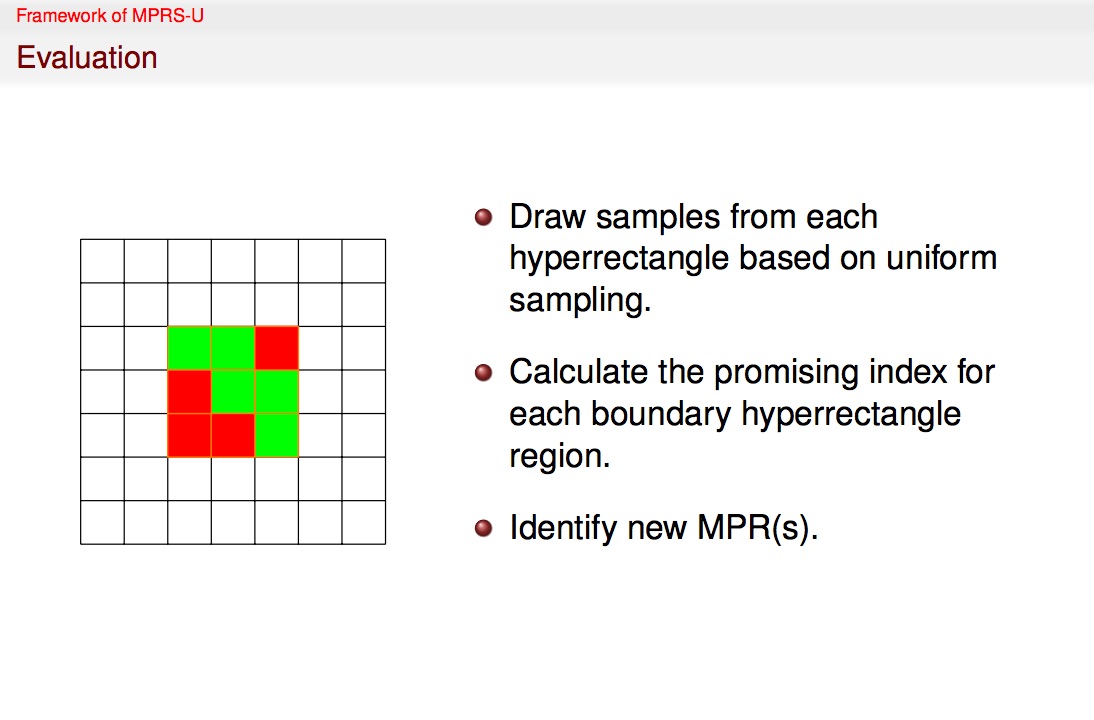 Framework of MPRS-U
Evaluation
Draw samples from each
hyperrectangle based on uniform
sampling.
Calculate the promising index for
each boundary hyperrectangle
region.
Identify new MPR(s).